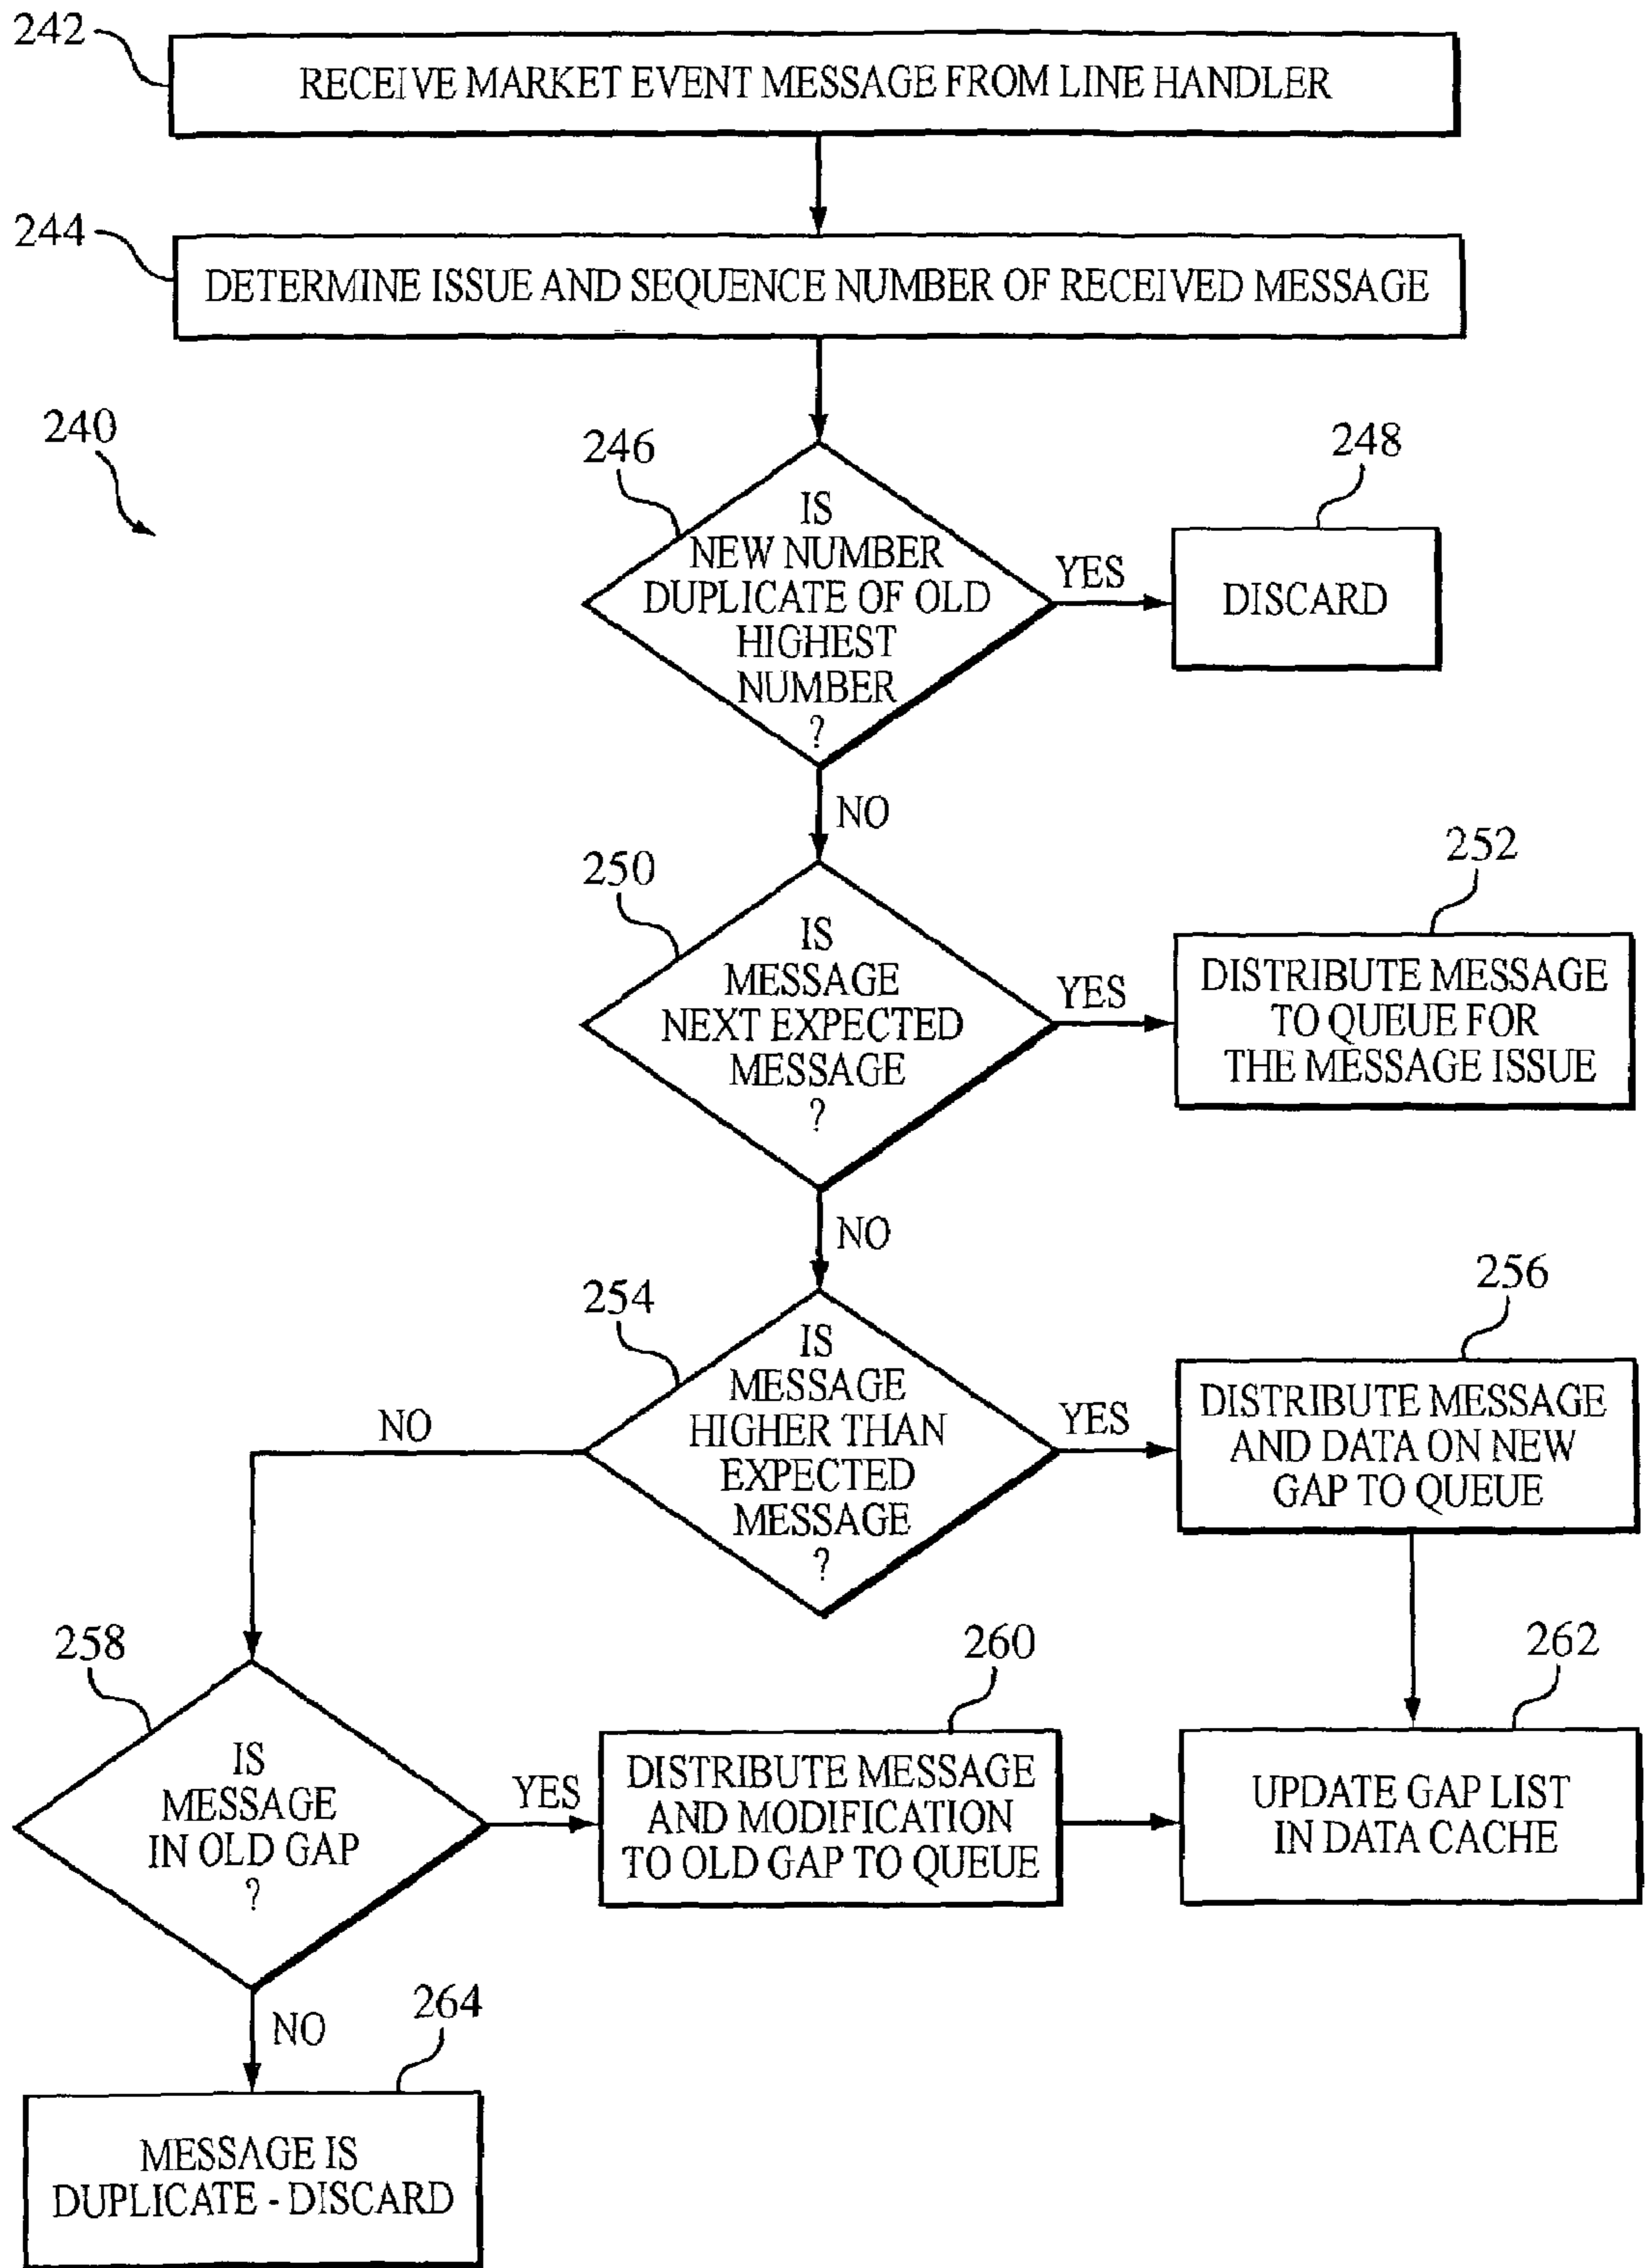 242
RECEIVE MARKET EVENT MESSAGE FROM LINE HANDLER
244
DETERMINE ISSUE AND SEQUENCE NUMBER OF RECEIVED MESSAGE
240
246
IS
NEW NUMBER
DUPLICATE OF OLD
HIGHEST
NUMBER
?
YES
248
DISCARD
NO
250
IS
MESSAGE
NEXT EXPECTED
MESSAGE
?
YES
252
DISTRIBUTE MESSAGE
TO QUEUE FOR
THE MESSAGE ISSUE
NO
254
IS
MESSAGE
HIGHER THAN
EXPECTED
MESSAGE
?
YES
256
DISTRIBUTE MESSAGE
AND DATA ON NEW
GAP TO QUEUE
NO
258
IS
MESSAGE
IN OLD GAP
?
YES
260
DISTRIBUTE MESSAGE
AND MODIFICATION
TO OLD GAP TO QUEUE
262
UPDATE GAP LIST
IN DATA CACHE
NO
264
MESSAGE IS
DUPLICATE - DISCARD